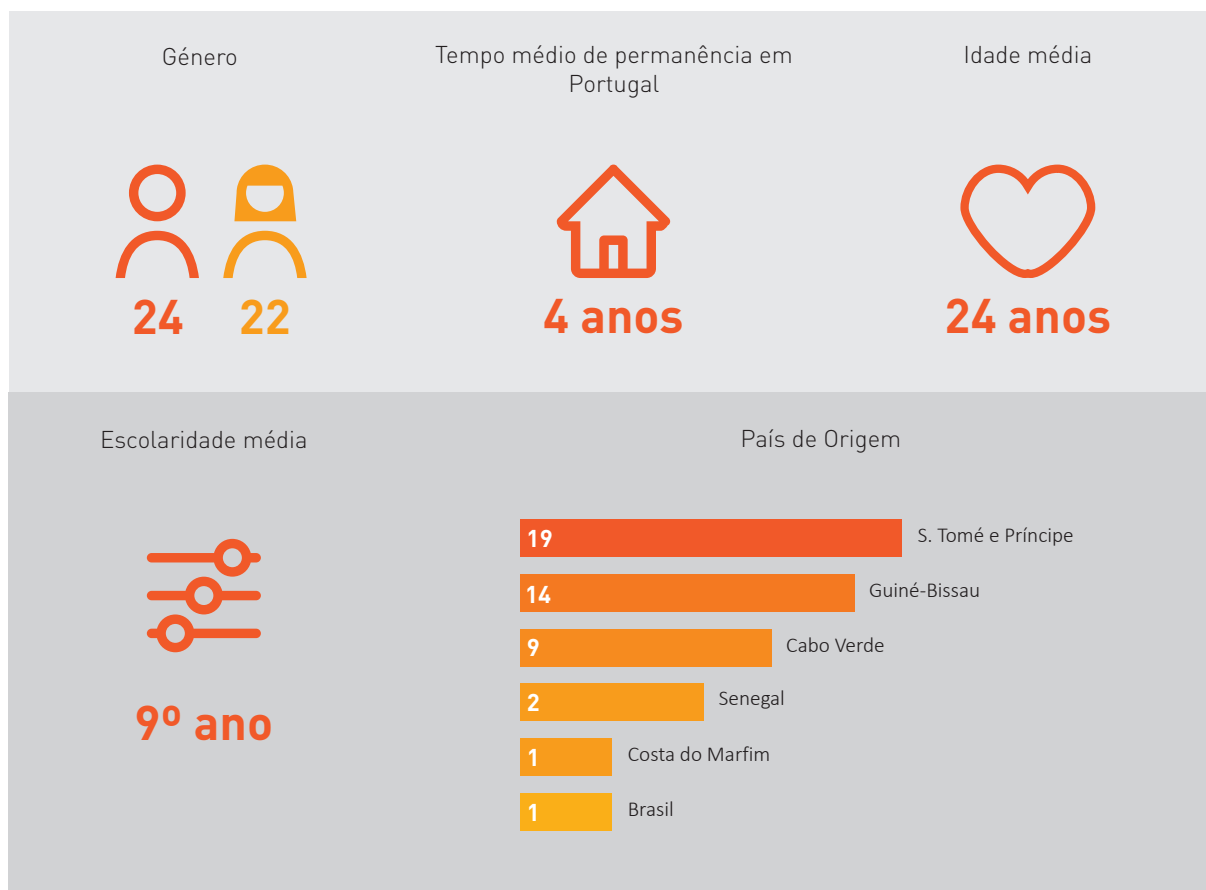 Género
Tempo médio de permanência em
Portugal
Idade média
24
22
4 anos
24 anos
Escolaridade média
País de Origem
9º ano
19
S. Tomé e Príncipe
14
Guiné-Bissau
9
Cabo Verde
2
Senegal
1
Costa do Marfim
1
Brasil